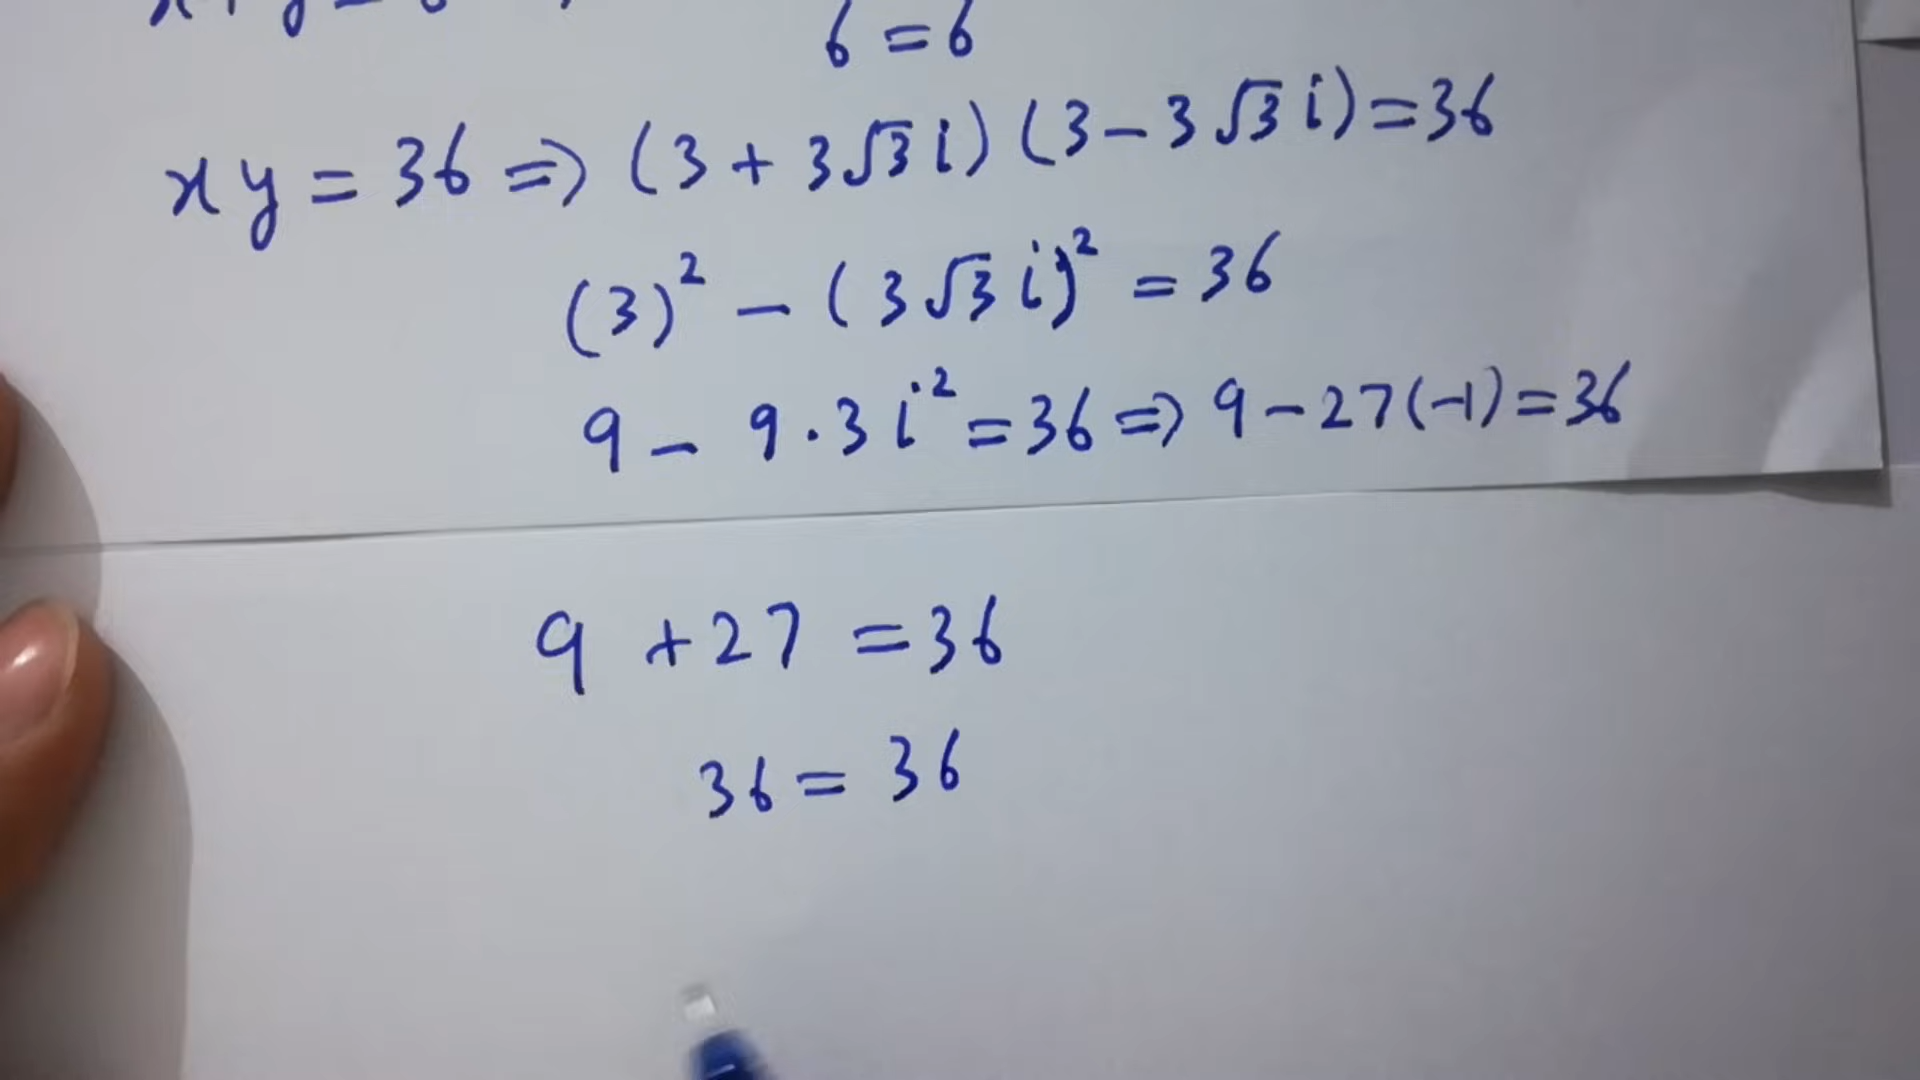 x + y = 6
6 = 6
xy = 36 ⇒ (3 + 3√3 i) (3 − 3√3 i) = 36
(3)² − (3√3 i)² = 36
9 − 9·3 i² = 36 ⇒ 9 − 27(−1) = 36
9 + 27 = 36
36 = 36